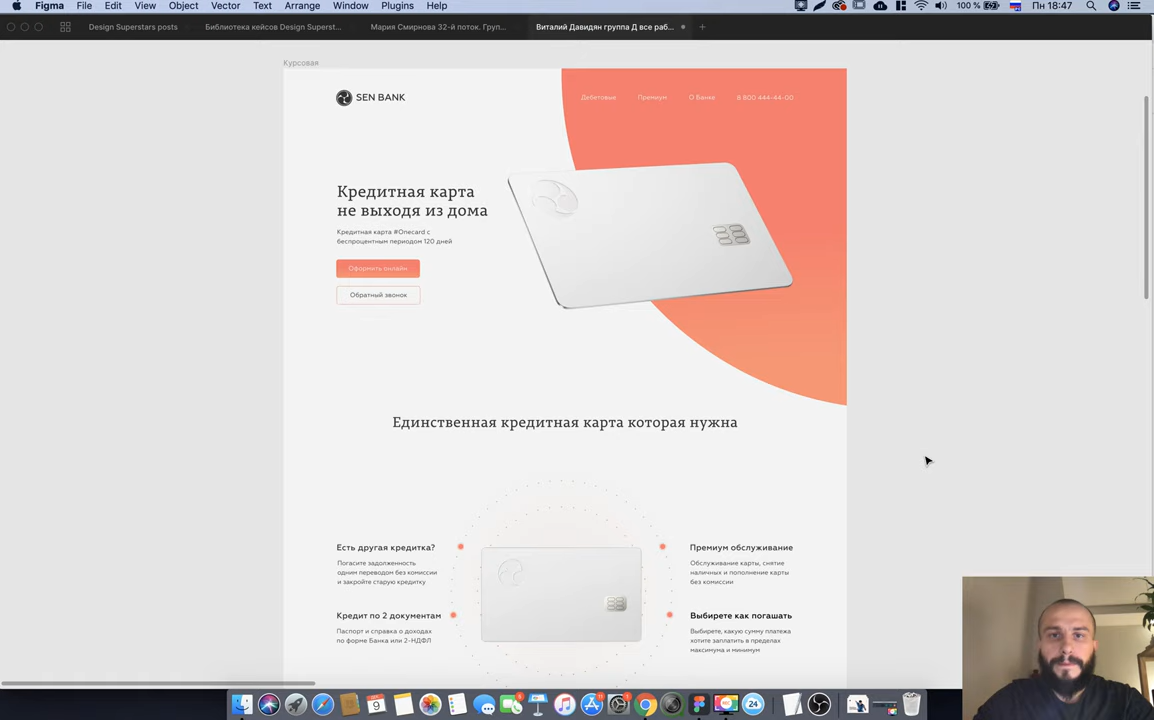 Figma File Edit View Object Vector Text Arrange Window Plugins Help
100 % Пн 18:47
Design Superstars posts
Библиотека кейсов Design Superst...
Мария Смирнова 32-й поток. Груп...
Виталий Давидян группа Д все раб...
Курсовая
SEN BANK
Дебетовые Премиум О Банке 8 800 444-44-00
Кредитная карта
не выходя из дома
Кредитная карта #Onecard с
беспроцентным периодом 120 дней
Оформить онлайн
Обратный звонок
Единственная кредитная карта которая нужна
Есть другая кредитка?
Погасите задолженность
одним переводом без комиссии
и закройте старую кредитку
Премиум обслуживание
Обслуживание карты, снятие
наличных и пополнение карты
без комиссии
Кредит по 2 документам
Паспорт и справка о доходах
по форме Банка или 2-НДФЛ
Выбирете как погашать
Выбирете, какую сумму платежа
хотите заплатить в пределах
максимума и минимум
9
24